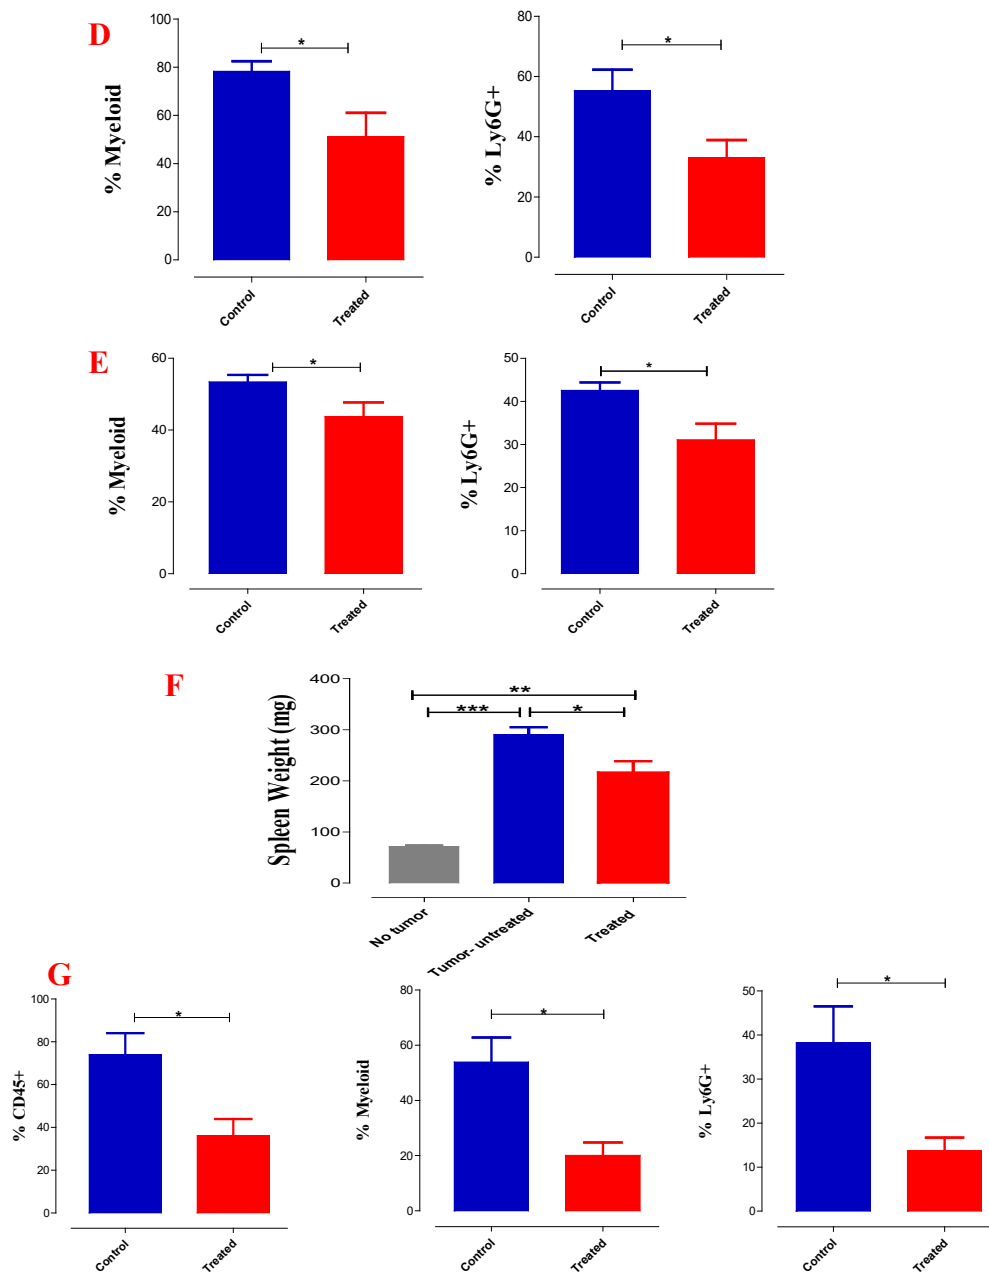 D
% Myeloid
100
80
60
40
20
0
*
Control
Treated
% Ly6G+
80
60
40
20
0
*
Control
Treated
E
% Myeloid
60
40
20
0
*
Control
Treated
% Ly6G+
50
40
30
20
10
0
*
Control
Treated
F
Spleen Weight (mg)
400
300
200
100
0
**
***
*
No tumor
Tumor- untreated
Treated
G
% CD45+
100
80
60
40
20
0
*
Control
Treated
% Myeloid
80
60
40
20
0
*
Control
Treated
% Ly6G+
50
40
30
20
10
0
*
Control
Treated